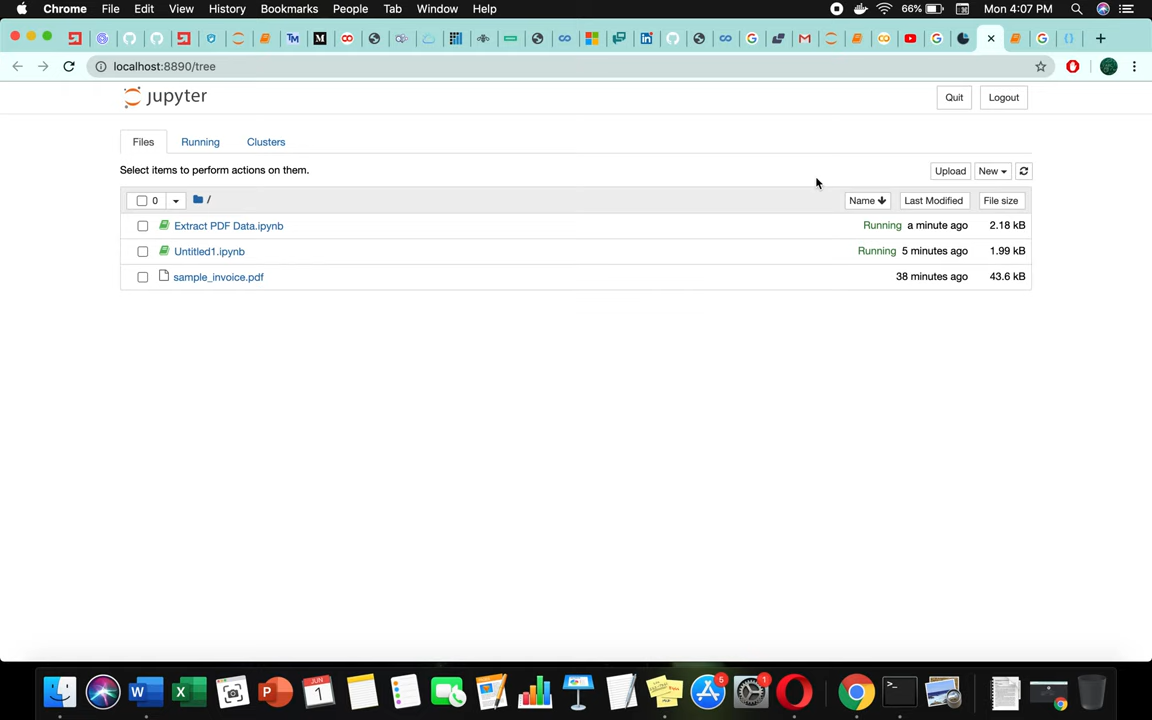 Chrome File Edit View History Bookmarks People Tab Window Help 66% Mon 4:07 PM
localhost:8890/tree
jupyter Quit Logout
Files Running Clusters
Select items to perform actions on them. Upload New
0 / Name Last Modified File size
Extract PDF Data.ipynb Running a minute ago 2.18 kB
Untitled1.ipynb Running 5 minutes ago 1.99 kB
sample_invoice.pdf 38 minutes ago 43.6 kB